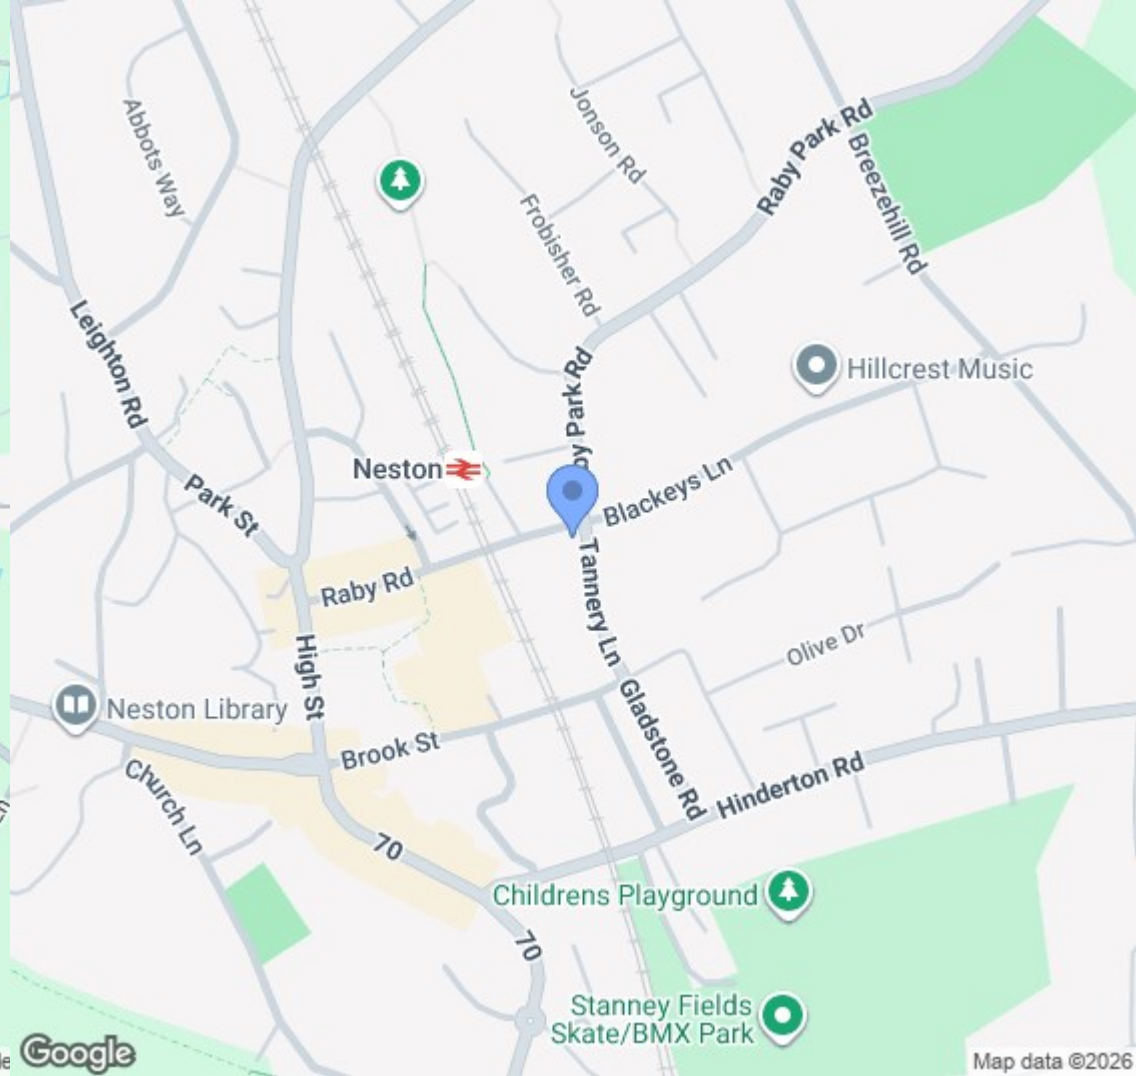 Abbots Way
Jonson Rd
Raby Park Rd
Breezehill Rd
Frobisher Rd
Leighton Rd
Hillcrest Music
Park Rd
Neston
Blackeys Ln
Park St
Tannery Ln
Raby Rd
Olive Dr
High St
Neston Library
Gladstone Rd
Brook St
Hinderton Rd
Church Ln
70
Childrens Playground
70
Stanney Fields
Skate/BMX Park
Google
Map data ©2026